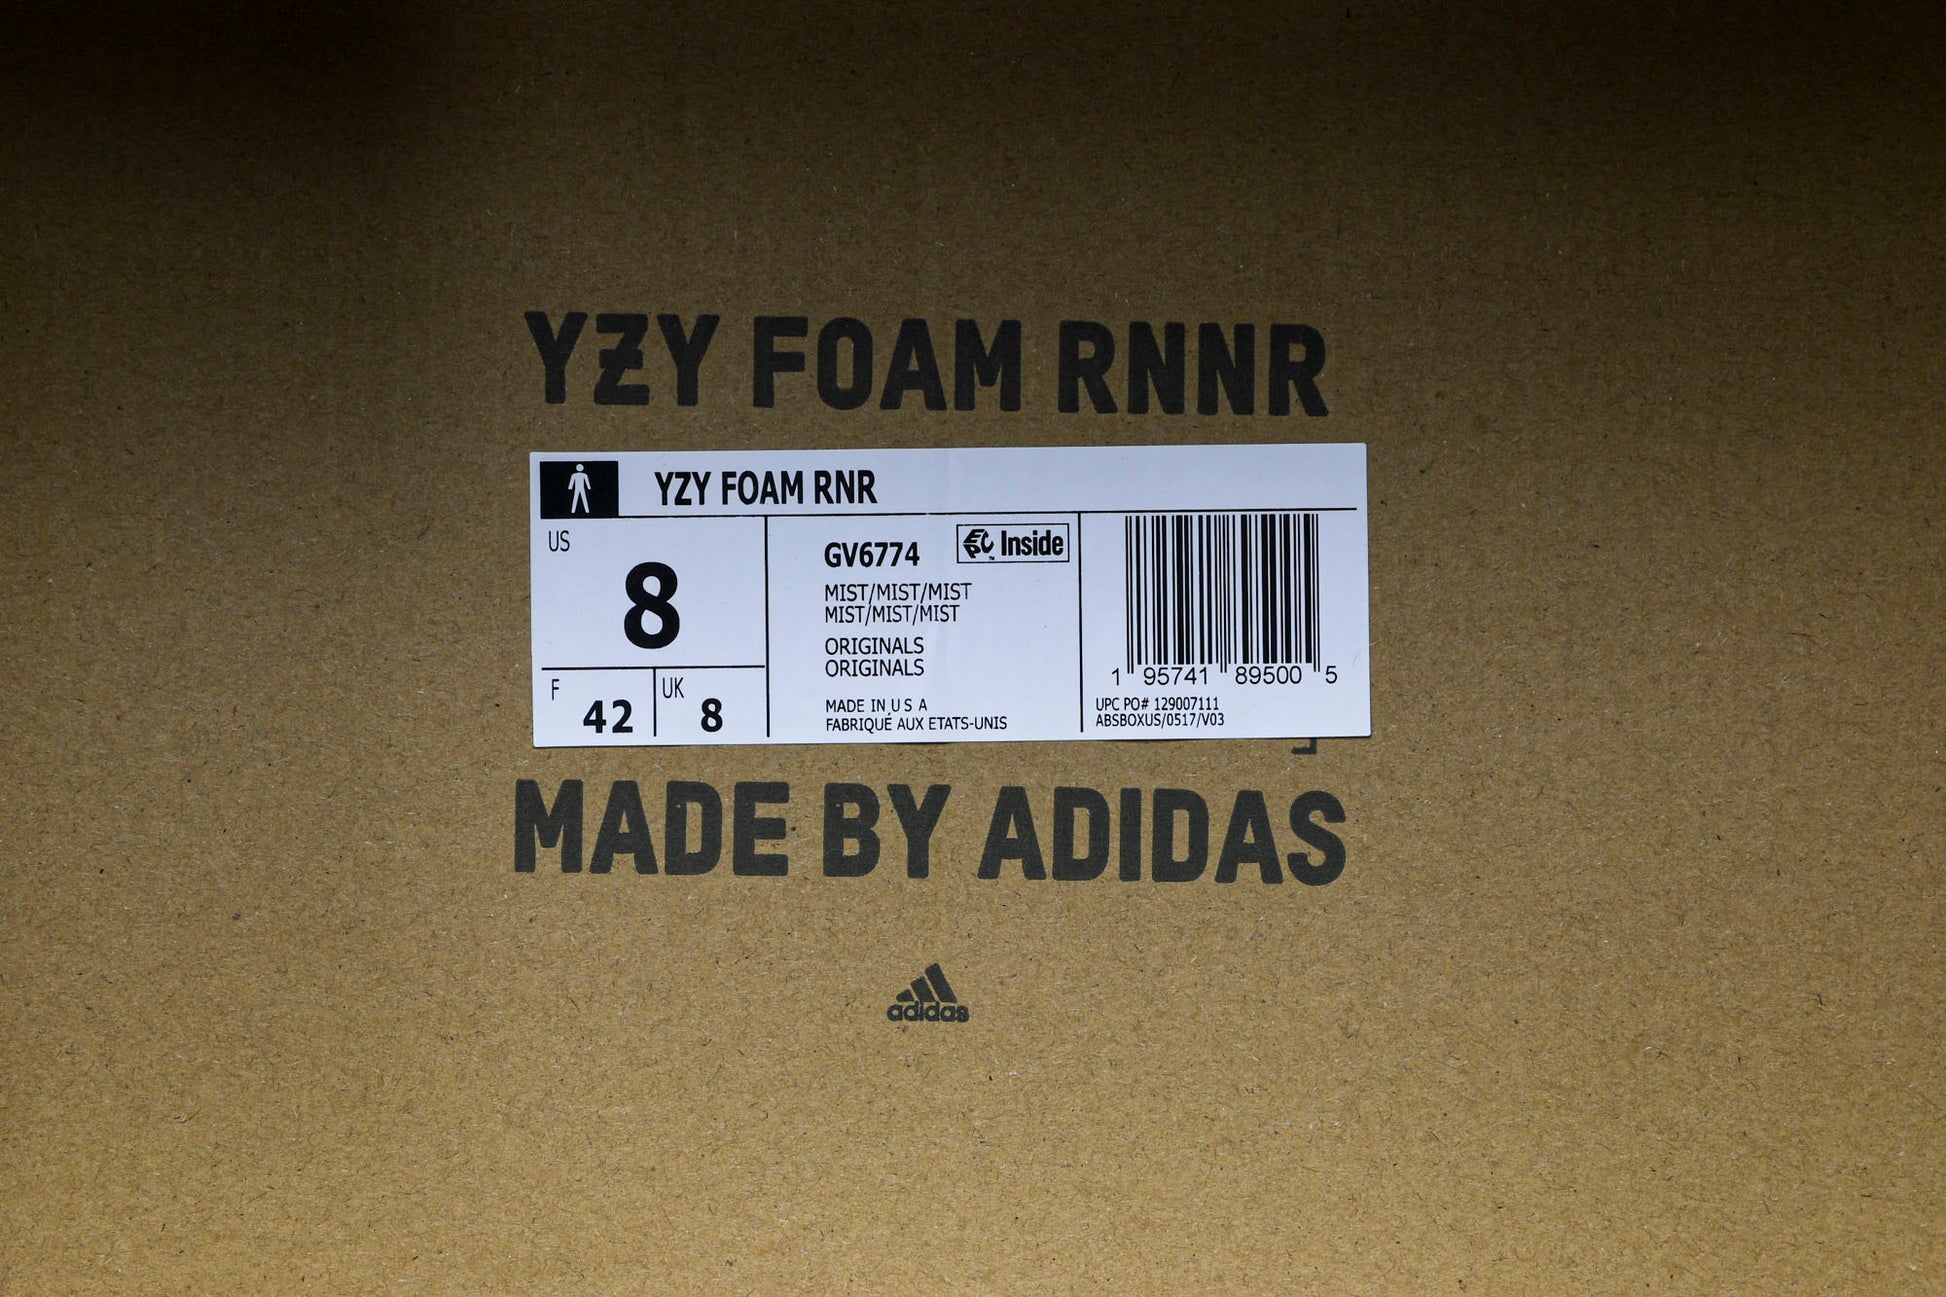 YZY FOAM RNNR
YZY FOAM RNR
US
8
F
42
UK
8
GV6774
EPC Inside
MIST/MIST/MIST
MIST/MIST/MIST
ORIGINALS
ORIGINALS
MADE IN U S A
FABRIQUÉ AUX ETATS-UNIS
1 95741 89500 5
UPC PO# 129007111
ABSBOXUS/0517/V03
MADE BY ADIDAS
adidas